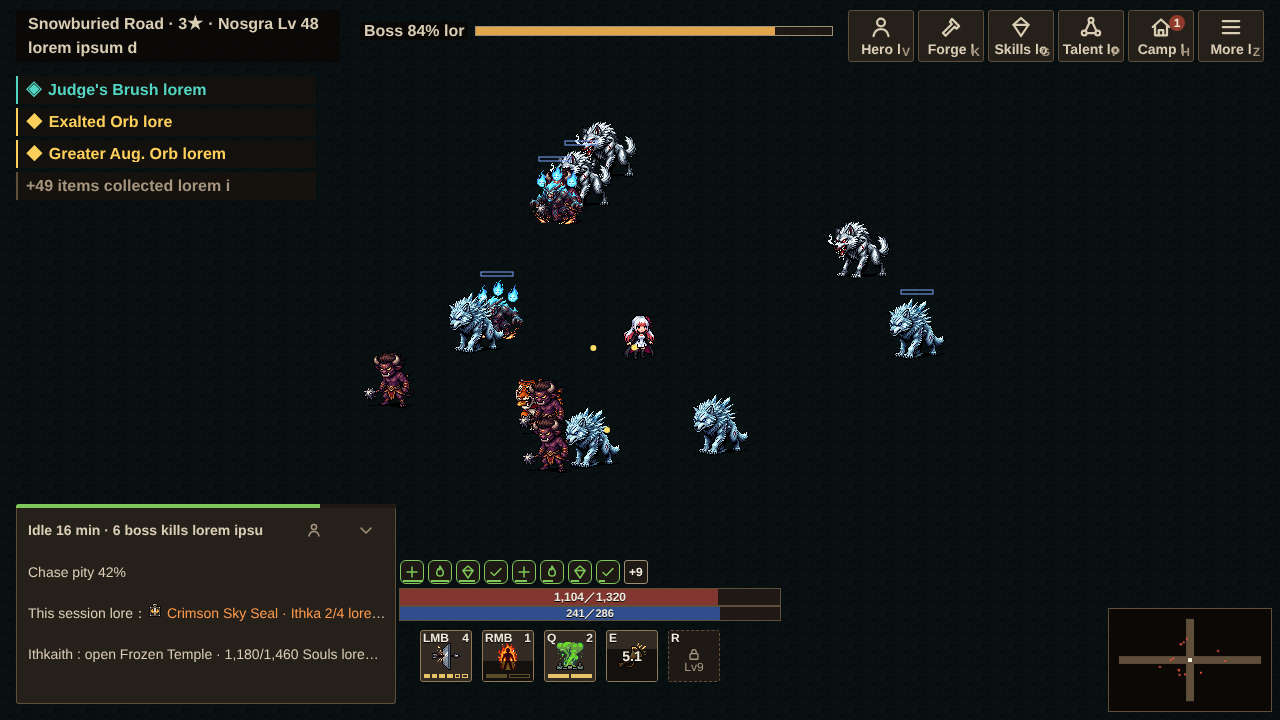 Snowburied Road · 3★ · Nosgra Lv 48
lorem ipsum d
Boss 84% lor
Hero l V
Forge l K
Skills lo G
Talent lo P
Camp l H
1
More l Z
Judge's Brush lorem
Exalted Orb lore
Greater Aug. Orb lorem
+49 items collected lorem i
Idle 16 min · 6 boss kills lorem ipsu
Chase pity 42%
This session lore : Crimson Sky Seal · Ithka 2/4 lore…
Ithkaith : open Frozen Temple · 1,180/1,460 Souls lore…
+9
1,104/1,320
241/286
LMB 4
RMB 1
Q 2
E
5.1
R
Lv9